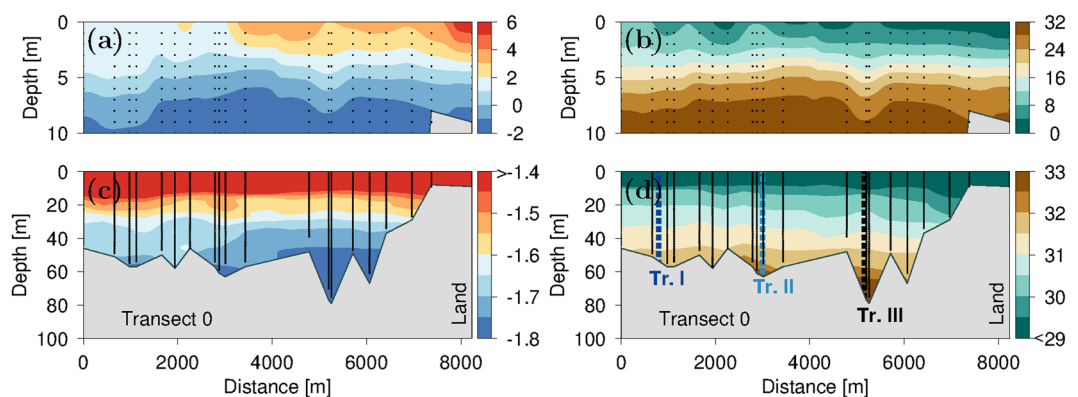 0
5
10
Depth [m]
(a)
6
4
2
0
-2
0
5
10
Depth [m]
(b)
32
24
16
8
0
0
20
40
60
80
100
Depth [m]
(c)
Transect 0
Land
>-1.4
-1.5
-1.6
-1.7
-1.8
0 2000 4000 6000 8000
Distance [m]
0
20
40
60
80
100
Depth [m]
(d)
Tr. I
Tr. II
Tr. III
Transect 0
Land
33
32
31
30
<29
0 2000 4000 6000 8000
Distance [m]